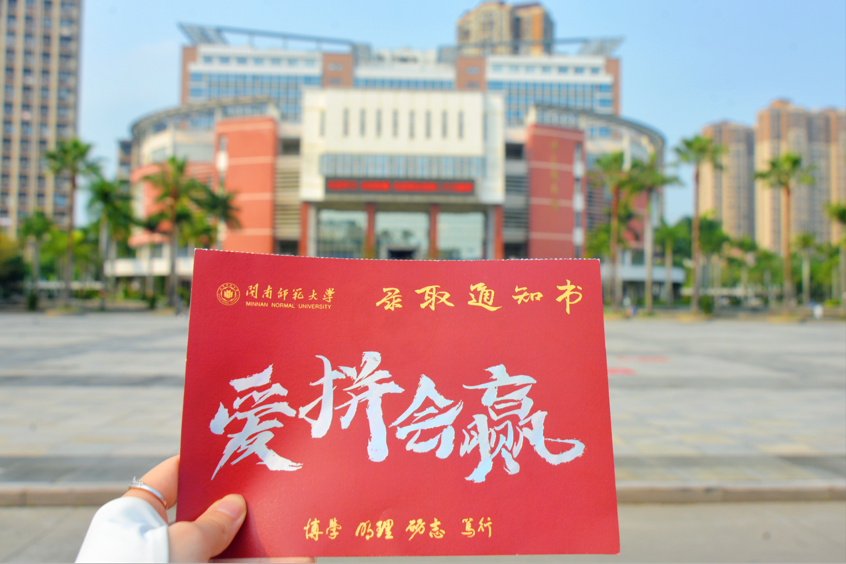 闽南师范大学
MINNAN NORMAL UNIVERSITY
录取通知书
爱拼会赢
博学 明理 砺志 笃行